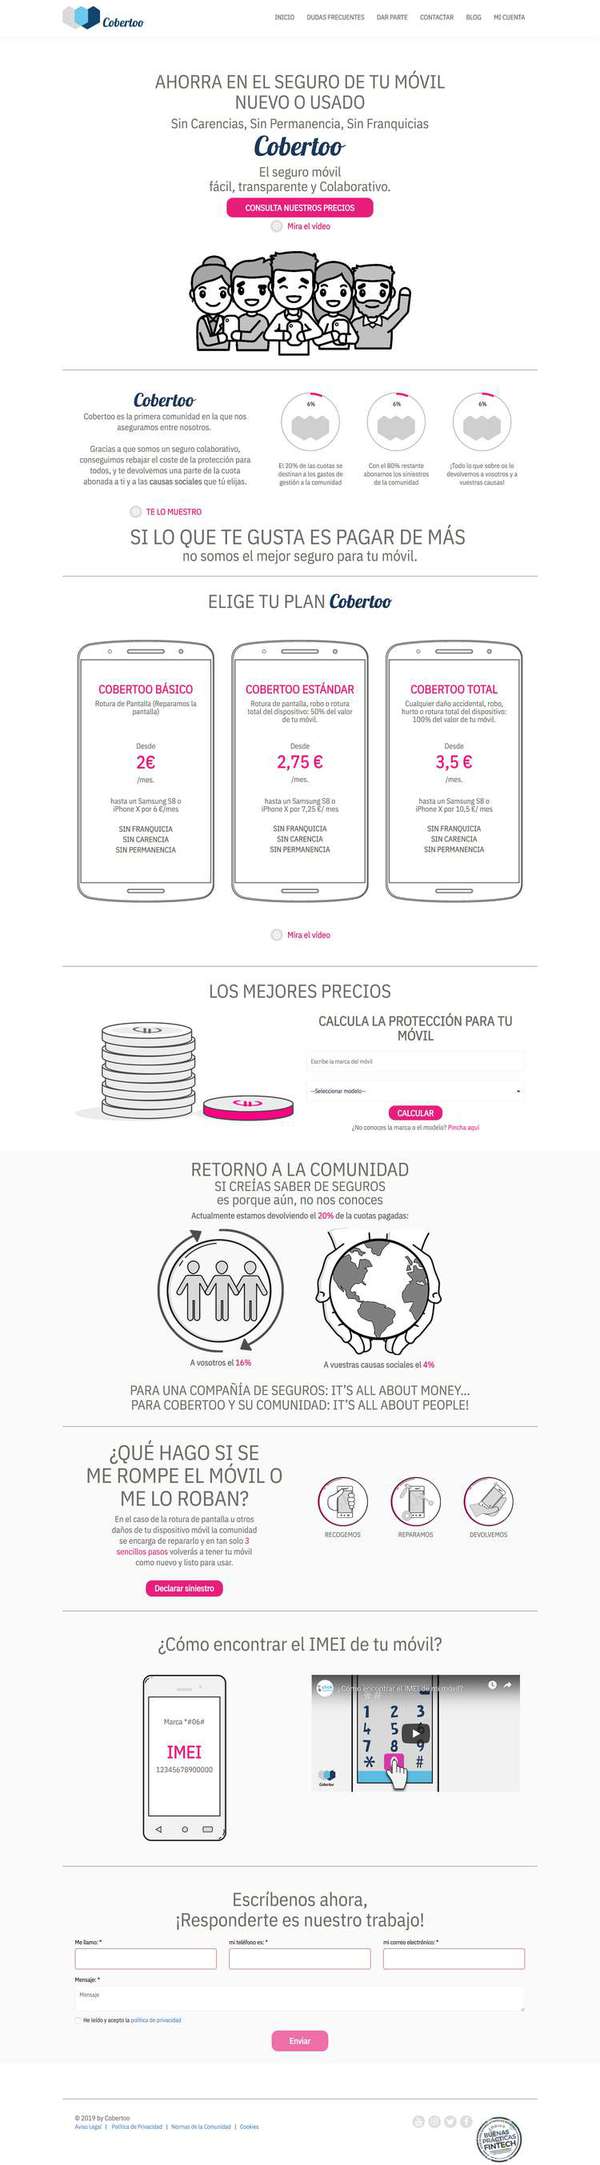 Cobertoo
INICIO DUDAS FRECUENTES DAR PARTE CONTACTAR BLOG MI CUENTA
AHORRA EN EL SEGURO DE TU MÓVIL
NUEVO O USADO
Sin Carencias, Sin Permanencia, Sin Franquicias
Cobertoo
El seguro móvil
fácil, transparente y Colaborativo.
CONSULTA NUESTROS PRECIOS
Mira el vídeo
Cobertoo
Cobertoo es la primera comunidad en la que nos
aseguramos entre nosotros.
Gracias a que somos un seguro colaborativo,
conseguimos rebajar el coste de la protección para
todos, y te devolvemos una parte de la cuota
abonada a ti y a las causas sociales que tú elijas.
TE LO MUESTRO
6%
El 20% de las cuotas se
destinan a los gastos de
gestión a la comunidad
6%
Con el 80% restante
abonamos los siniestros
de la comunidad
6%
¡Todo lo que sobre os lo
devolvemos a vosotros y a
vuestras causas!
SI LO QUE TE GUSTA ES PAGAR DE MÁS
no somos el mejor seguro para tu móvil.
ELIGE TU PLAN Cobertoo
COBERTOO BÁSICO
Rotura de Pantalla (Reparamos la
pantalla)
Desde
2€
/mes.
hasta un Samsung S8 o
iPhone X por 6 €/mes
SIN FRANQUICIA
SIN CARENCIA
SIN PERMANENCIA
COBERTOO ESTÁNDAR
Rotura de pantalla, robo o rotura
total del dispositivo: 50% del valor
de tu móvil.
Desde
2,75 €
/mes.
hasta un Samsung S8 o
iPhone X por 7,25 €/ mes
SIN FRANQUICIA
SIN CARENCIA
SIN PERMANENCIA
COBERTOO TOTAL
Cualquier daño accidental, robo,
hurto o rotura total del dispositivo:
100% del valor de tu móvil.
Desde
3,5 €
/mes.
hasta un Samsung S8 o
iPhone X por 10,5 €/ mes
SIN FRANQUICIA
SIN CARENCIA
SIN PERMANENCIA
Mira el vídeo
LOS MEJORES PRECIOS
CALCULA LA PROTECCIÓN PARA TU
MÓVIL
Escribe la marca del móvil
--Seleccionar modelo--
CALCULAR
¿No conoces la marca o el modelo? Pincha aquí
RETORNO A LA COMUNIDAD
SI CREÍAS SABER DE SEGUROS
es porque aún, no nos conoces
Actualmente estamos devolviendo el 20% de la cuotas pagadas:
A vosotros el 16%
A vuestras causas sociales el 4%
PARA UNA COMPAÑÍA DE SEGUROS: IT'S ALL ABOUT MONEY...
PARA COBERTOO Y SU COMUNIDAD: IT'S ALL ABOUT PEOPLE!
¿QUÉ HAGO SI SE
ME ROMPE EL MÓVIL O
ME LO ROBAN?
En el caso de la rotura de pantalla u otros
daños de tu dispositivo móvil la comunidad
se encarga de repararlo y en tan solo 3
sencillos pasos volverás a tener tu móvil
como nuevo y listo para usar.
Declarar siniestro
RECOGEMOS
REPARAMOS
DEVOLVEMOS
¿Cómo encontrar el IMEI de tu móvil?
Marca *#06#
IMEI
12345678900000
¿Cómo encontrar el IMEI de mi móvil?
1 2 3
4 5 6
7 8 9
* #
Cobertoo
Escríbenos ahora,
¡Responderte es nuestro trabajo!
Me llamo: *
mi teléfono es: *
mi correo electrónico: *
Mensaje: *
Mensaje
He leído y acepto la política de privacidad
Enviar
© 2019 by Cobertoo
Aviso Legal | Política de Privacidad | Normas de la Comunidad | Cookies
BUENAS
PRÁCTICAS
FINTECH